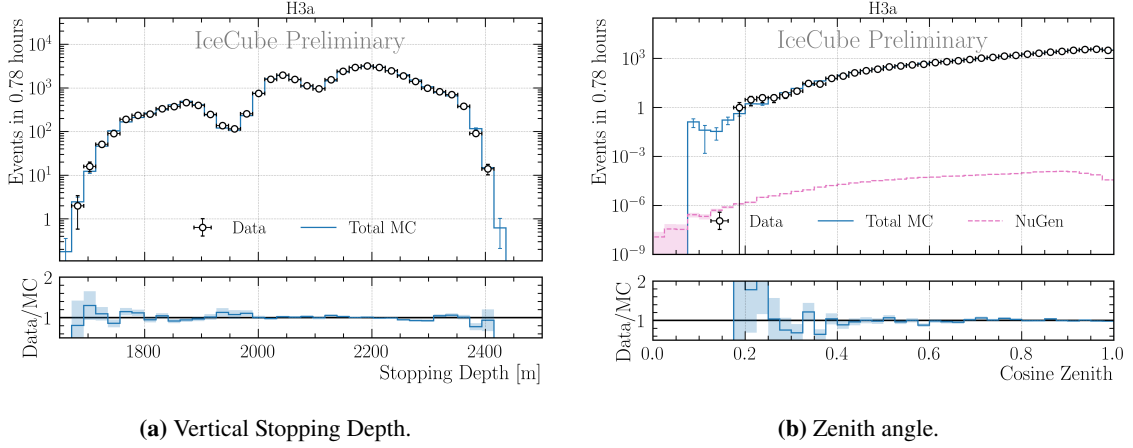 H3a
IceCube Preliminary
Events in 0.78 hours
10^4
10^3
10^2
10^1
1
Data
Total MC
Data/MC
2
1
1800
2000
2200
2400
Stopping Depth [m]
(a) Vertical Stopping Depth.
H3a
IceCube Preliminary
Events in 0.78 hours
10^3
1
10^-3
10^-6
10^-9
Data
Total MC
NuGen
Data/MC
2
1
0.0
0.2
0.4
0.6
0.8
1.0
Cosine Zenith
(b) Zenith angle.